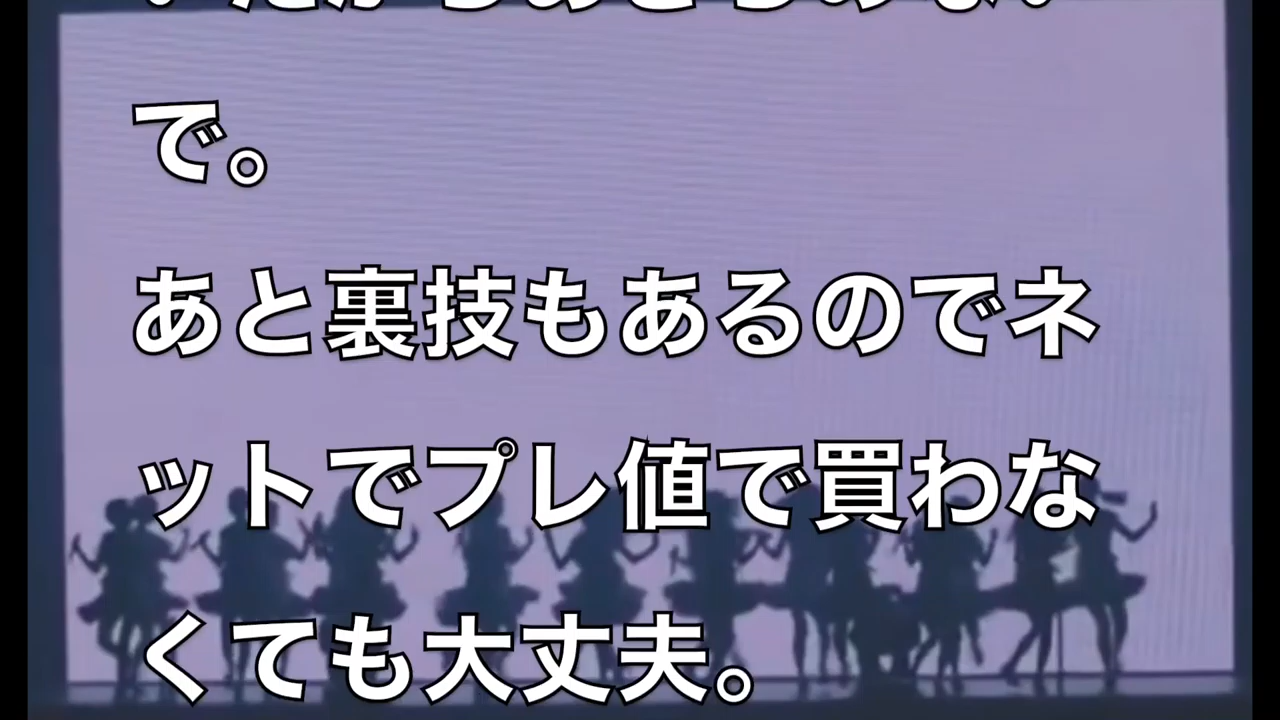 で。
あと裏技もあるのでネ
ットでプレ値で買わな
くても大丈夫。